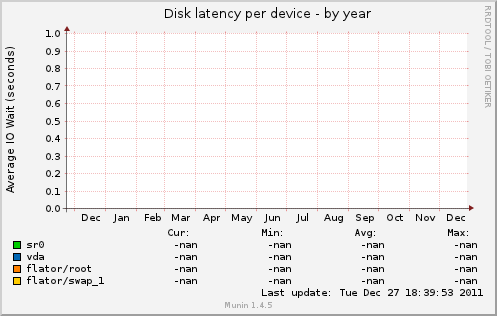 Disk latency per device - by year
RRDTOOL / TOBI OETIKER
Average IO Wait (seconds)
1.0
0.9
0.8
0.7
0.6
0.5
0.4
0.3
0.2
0.1
0.0
Dec Jan Feb Mar Apr May Jun Jul Aug Sep Oct Nov Dec
Cur: Min: Avg: Max:
sr0 -nan -nan -nan -nan
vda -nan -nan -nan -nan
flator/root -nan -nan -nan -nan
flator/swap_1 -nan -nan -nan -nan
Last update: Tue Dec 27 18:39:53 2011
Munin 1.4.5